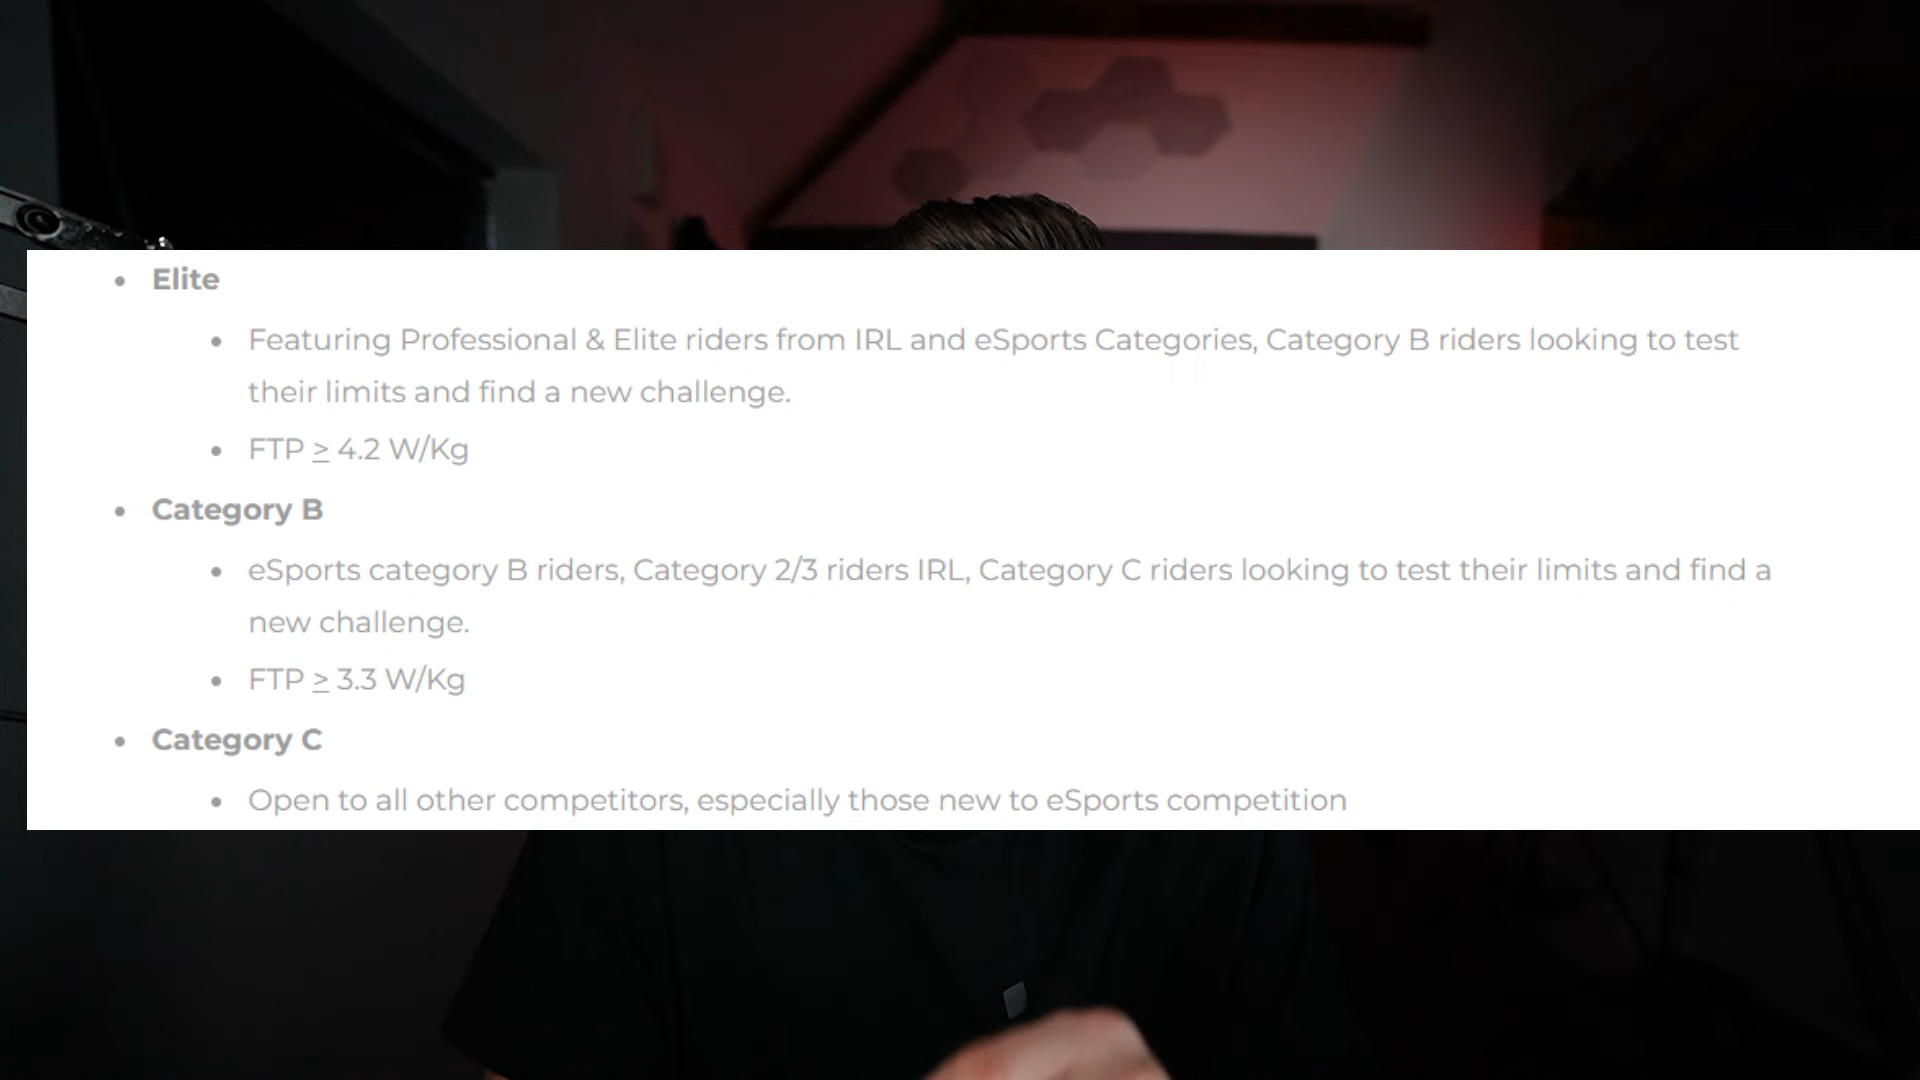 Elite
Featuring Professional & Elite riders from IRL and eSports Categories, Category B riders looking to test
their limits and find a new challenge.
FTP ≥ 4.2 W/Kg
Category B
eSports category B riders, Category 2/3 riders IRL, Category C riders looking to test their limits and find a
new challenge.
FTP ≥ 3.3 W/Kg
Category C
Open to all other competitors, especially those new to eSports competition